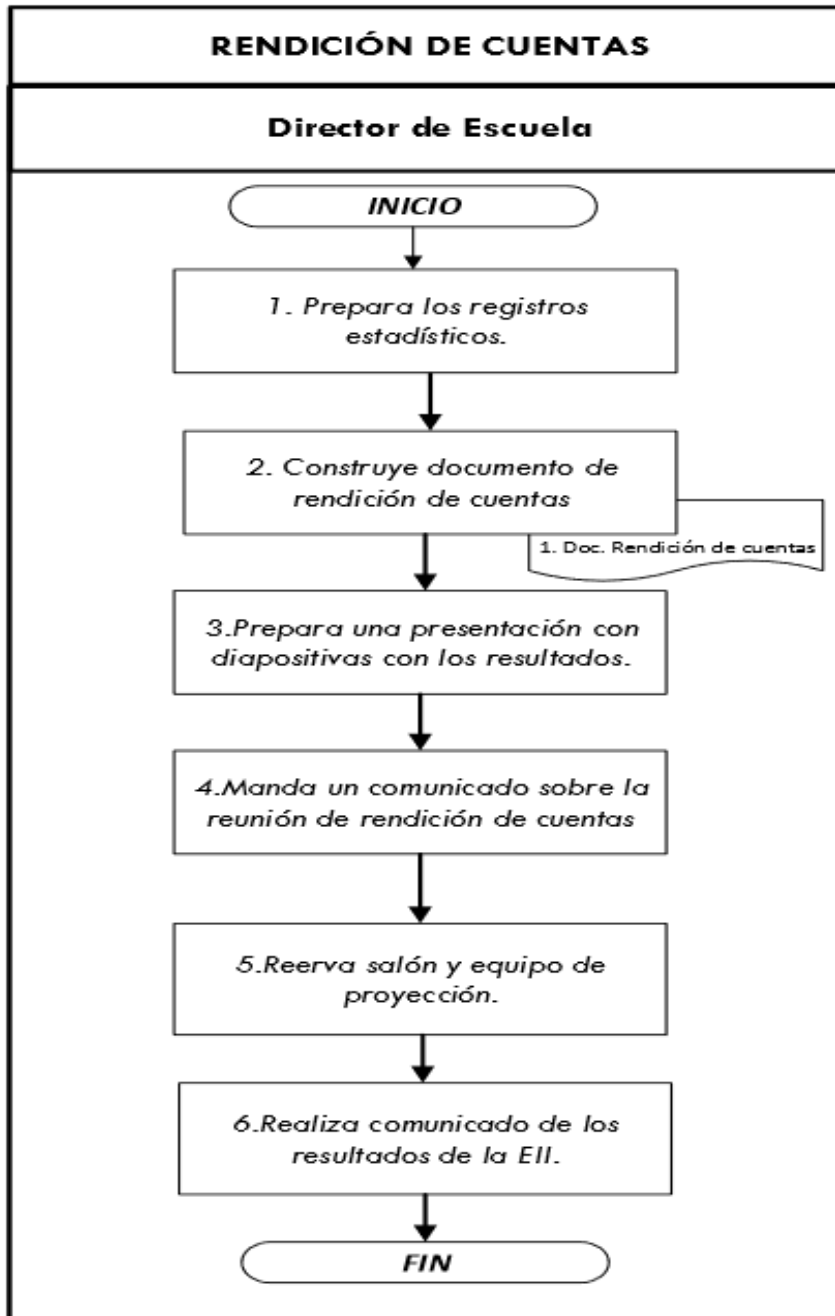 RENDICIÓN DE CUENTAS
Director de Escuela
INICIO
1. Prepara los registros
estadísticos.
2. Construye documento de
rendición de cuentas
1. Doc. Rendición de cuentas
3.Prepara una presentación con
diapositivas con los resultados.
4.Manda un comunicado sobre la
reunión de rendición de cuentas
5.Reerva salón y equipo de
proyección.
6.Realiza comunicado de los
resultados de la EII.
FIN